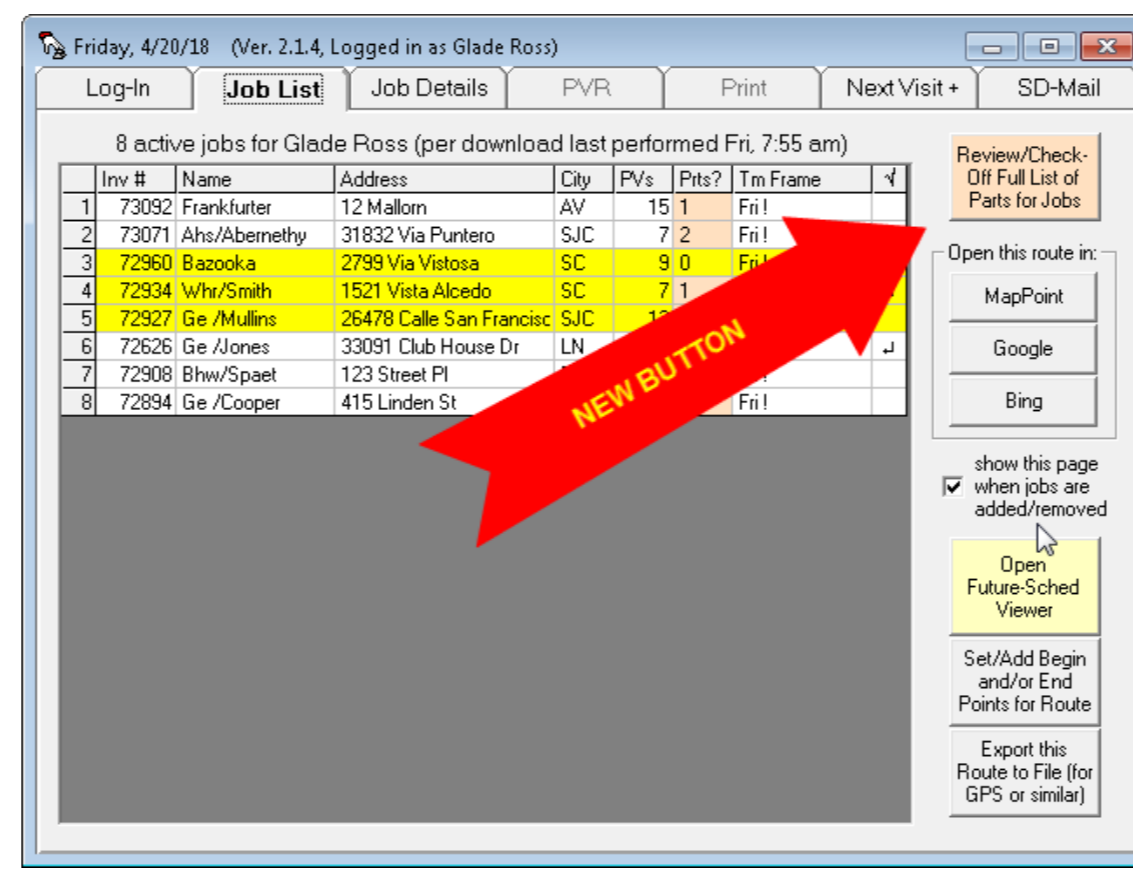 Friday, 4/20/18 (Ver. 2.1.4, Logged in as Glade Ross)
Log-In Job List Job Details PVR Print Next Visit + SD-Mail
8 active jobs for Glade Ross (per download last performed Fri, 7:55 am)
Inv # Name Address City PVs Prts? Tm Frame √
1 73092 Frankfurter 12 Mallorn AV 15 1 Fri !
2 73071 Ahs/Abernethy 31832 Via Puntero SJC 7 2 Fri !
3 72960 Bazooka 2799 Via Vistosa SC 9 0 Fri !
4 72934 Whr/Smith 1521 Vista Alcedo SC 7 1
5 72927 Ge /Mullins 26478 Calle San Francisc SJC
6 72626 Ge /Jones 33091 Club House Dr LN ↵
7 72908 Bhw/Spaet 123 Street Pl
8 72894 Ge /Cooper 415 Linden St Fri !
NEW BUTTON
Review/Check-
Off Full List of
Parts for Jobs
Open this route in:
MapPoint
Google
Bing
show this page
when jobs are
added/removed
Open
Future-Sched
Viewer
Set/Add Begin
and/or End
Points for Route
Export this
Route to File (for
GPS or similar)